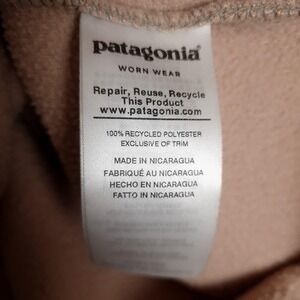 patagonia®
WORN WEAR
Repair, Reuse, Recycle
This Product
www.patagonia.com
100% RECYCLED POLYESTER
EXCLUSIVE OF TRIM
MADE IN NICARAGUA
FABRIQUÉ AU NICARAGUA
HECHO EN NICARAGUA
FATTO IN NICARAGUA